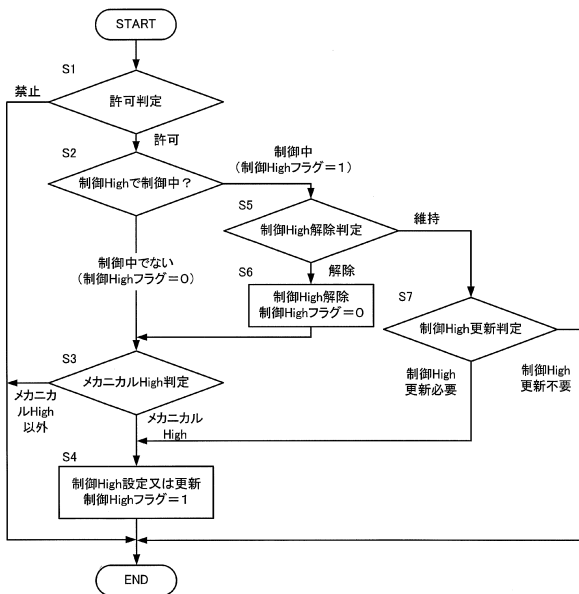 START
S1
禁止
許可判定
許可
S2
制御Highで制御中？
制御中
（制御Highフラグ＝1）
S5
制御High解除判定
維持
制御中でない
（制御Highフラグ＝0）
S6
解除
制御High解除
制御Highフラグ＝0
S7
制御High更新判定
S3
メカニカルHigh判定
制御High
更新必要
制御High
更新不要
メカニカ
ルHigh
以外
メカニカル
High
S4
制御High設定又は更新
制御Highフラグ＝1
END